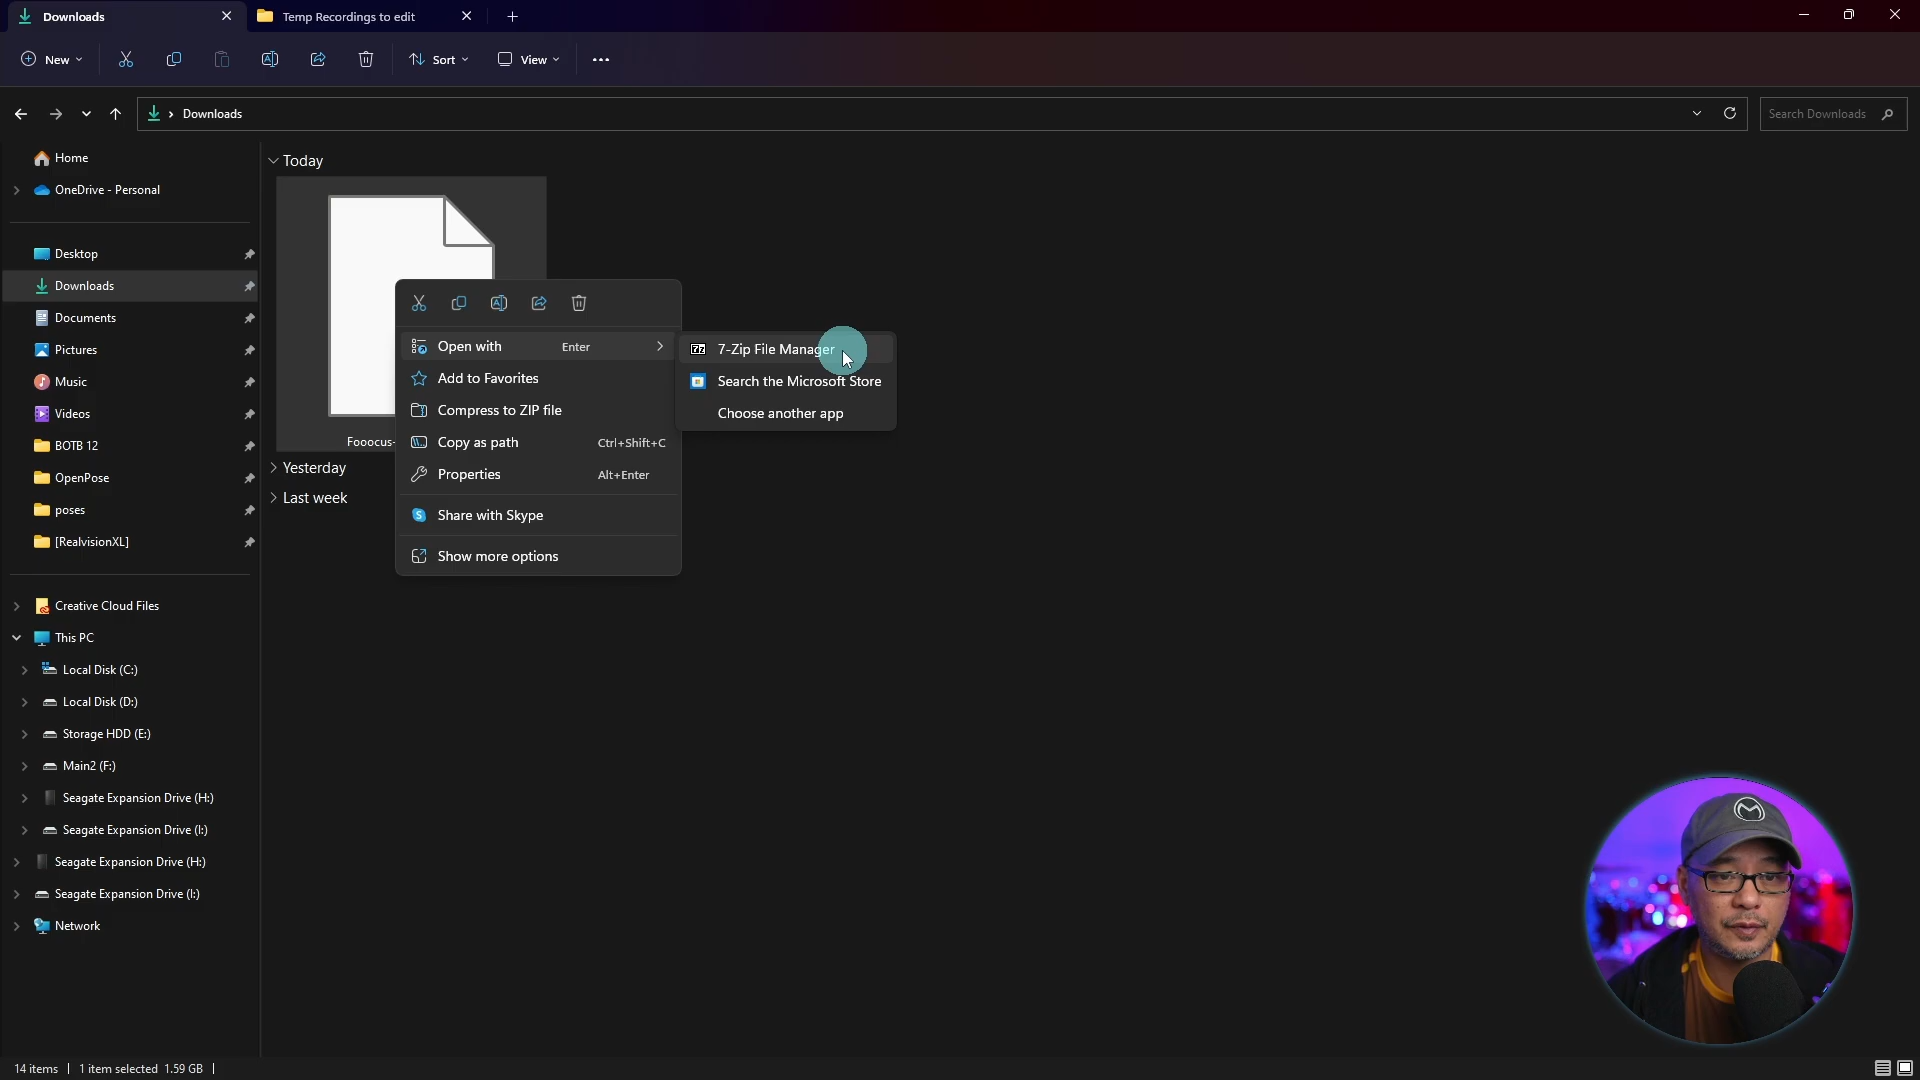 Downloads
Temp Recordings to edit
New
Sort
View
Downloads
Search Downloads
Home
OneDrive - Personal
Desktop
Downloads
Documents
Pictures
Music
Videos
BOTB 12
OpenPose
poses
[RealvisionXL]
Creative Cloud Files
This PC
Local Disk (C:)
Local Disk (D:)
Storage HDD (E:)
Main2 (F:)
Seagate Expansion Drive (H:)
Seagate Expansion Drive (I:)
Seagate Expansion Drive (H:)
Seagate Expansion Drive (I:)
Network
Today
Fooocus-
Yesterday
Last week
Open with Enter
Add to Favorites
Compress to ZIP file
Copy as path Ctrl+Shift+C
Properties Alt+Enter
Share with Skype
Show more options
7-Zip File Manager
Search the Microsoft Store
Choose another app
14 items
1 item selected 1.59 GB